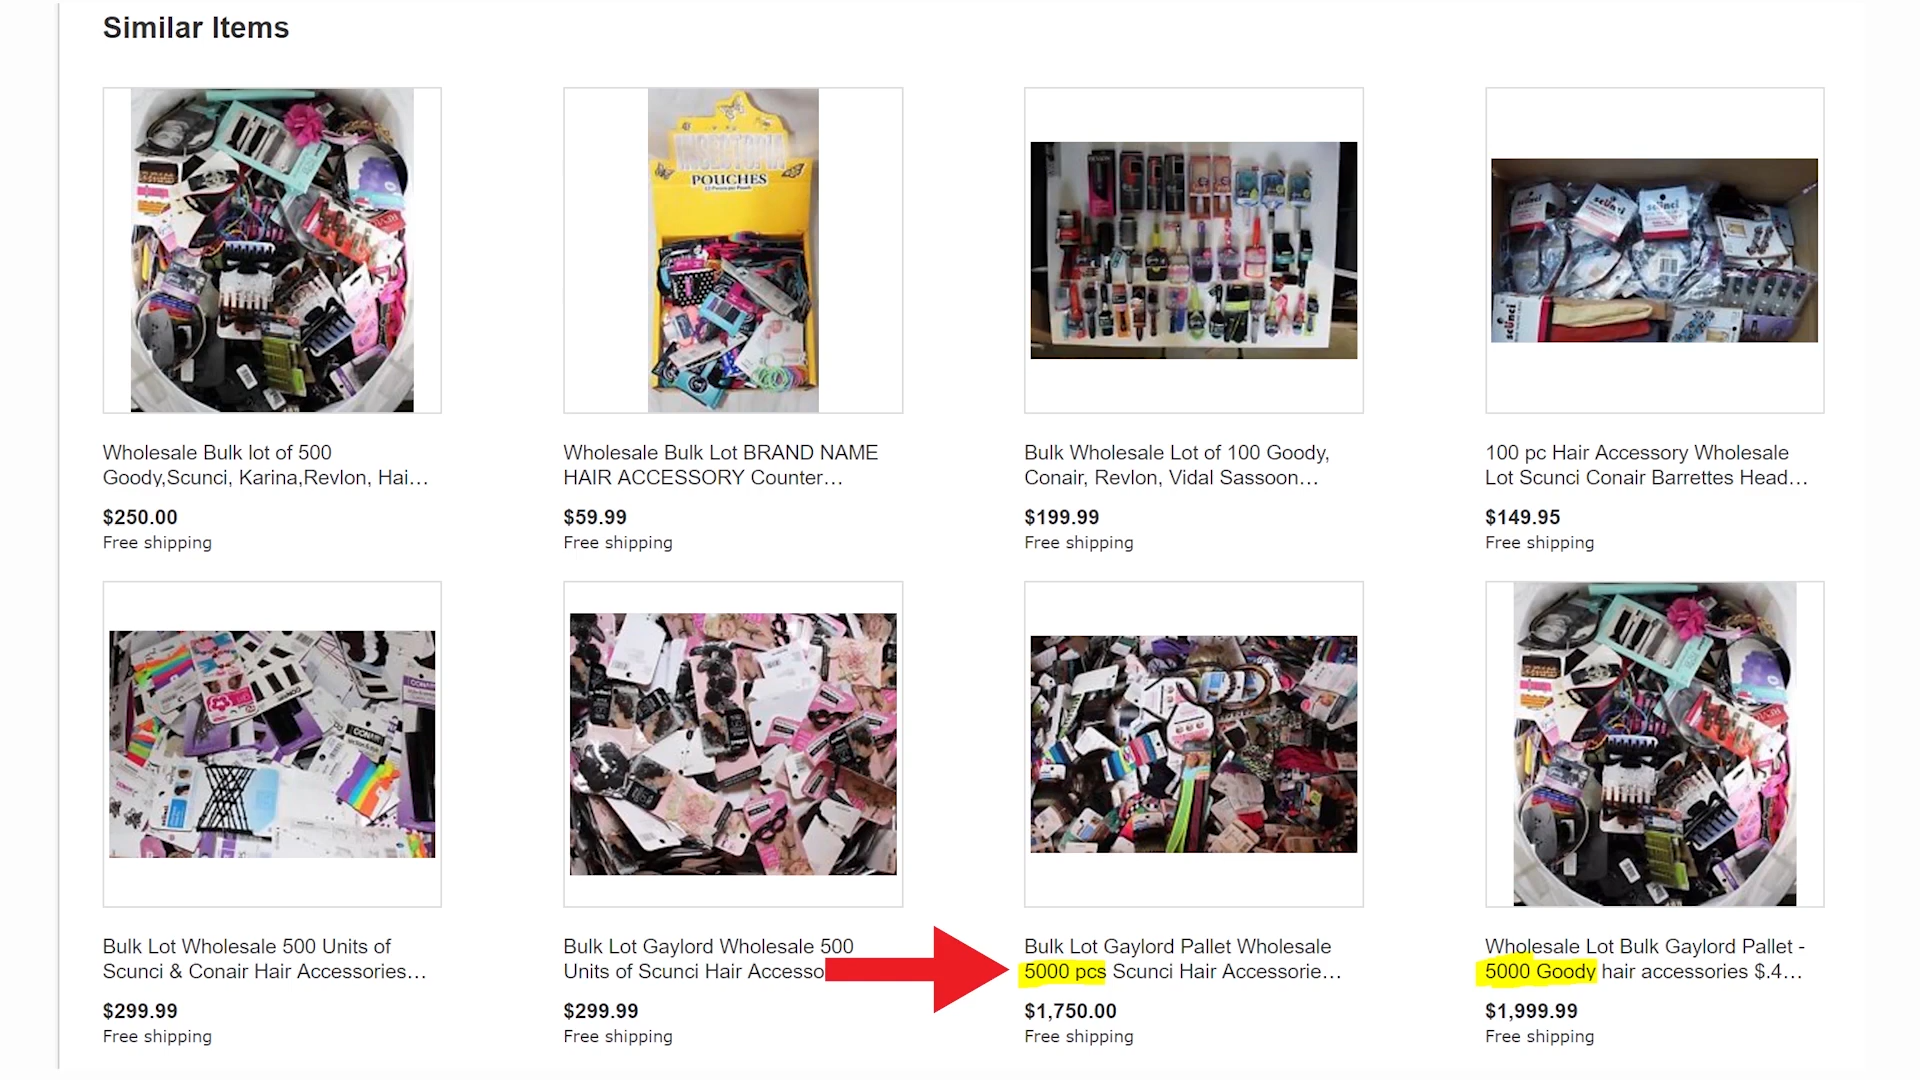 Similar Items
POUCHES
scünci
scünci
scünci
scünci
Wholesale Bulk lot of 500
Goody,Scunci, Karina,Revlon, Hai…
$250.00
Free shipping
Wholesale Bulk Lot BRAND NAME
HAIR ACCESSORY Counter…
$59.99
Free shipping
Bulk Wholesale Lot of 100 Goody,
Conair, Revlon, Vidal Sassoon…
$199.99
Free shipping
100 pc Hair Accessory Wholesale
Lot Scunci Conair Barrettes Head…
$149.95
Free shipping
CONAIR
Bulk Lot Wholesale 500 Units of
Scunci & Conair Hair Accessories…
$299.99
Free shipping
Bulk Lot Gaylord Wholesale 500
Units of Scunci Hair Accesso
$299.99
Free shipping
Bulk Lot Gaylord Pallet Wholesale
5000 pcs Scunci Hair Accessorie…
$1,750.00
Free shipping
Wholesale Lot Bulk Gaylord Pallet -
5000 Goody hair accessories $.4…
$1,999.99
Free shipping